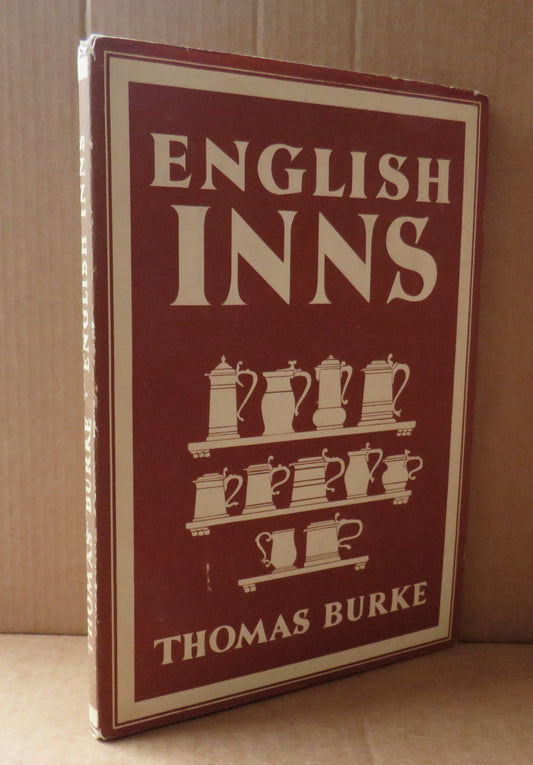 ENGLISH
INNS
THOMAS BURKE
THOMAS BURKE · ENGLISH INNS